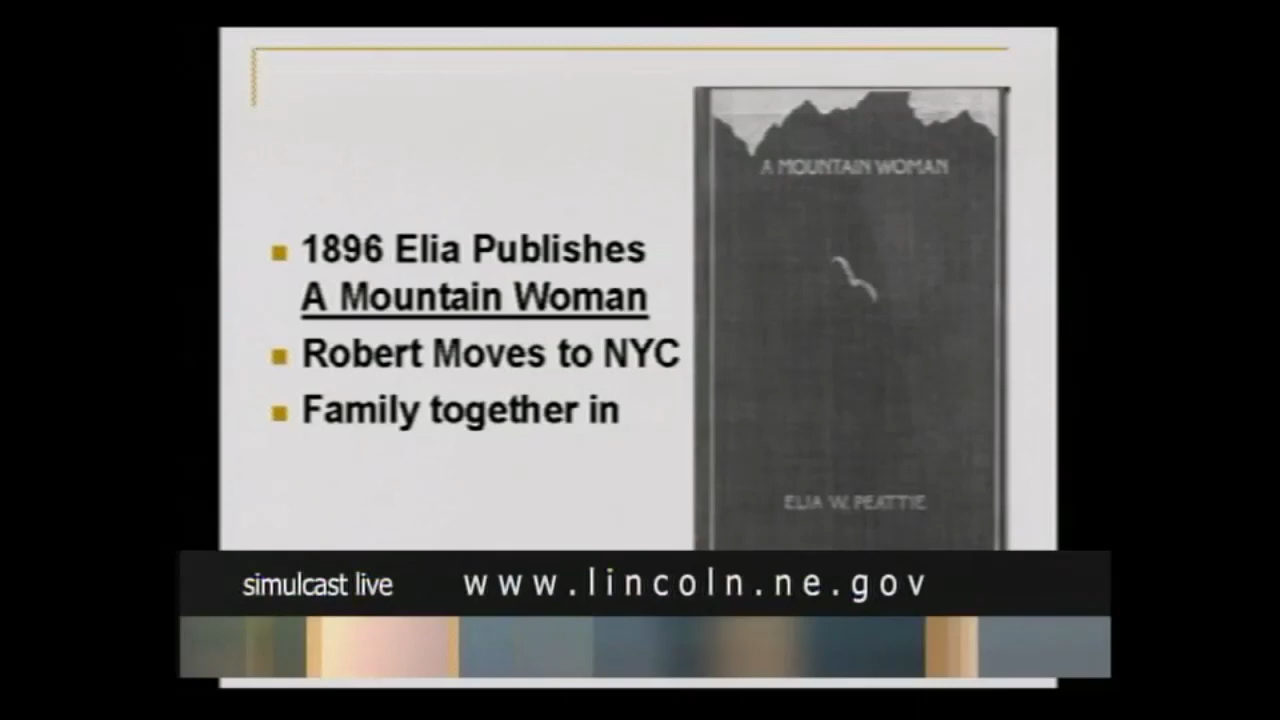 1896 Elia Publishes
A Mountain Woman
Robert Moves to NYC
Family together in
A MOUNTAIN WOMAN
ELIA W. PEATTIE
simulcast live
www.lincoln.ne.gov